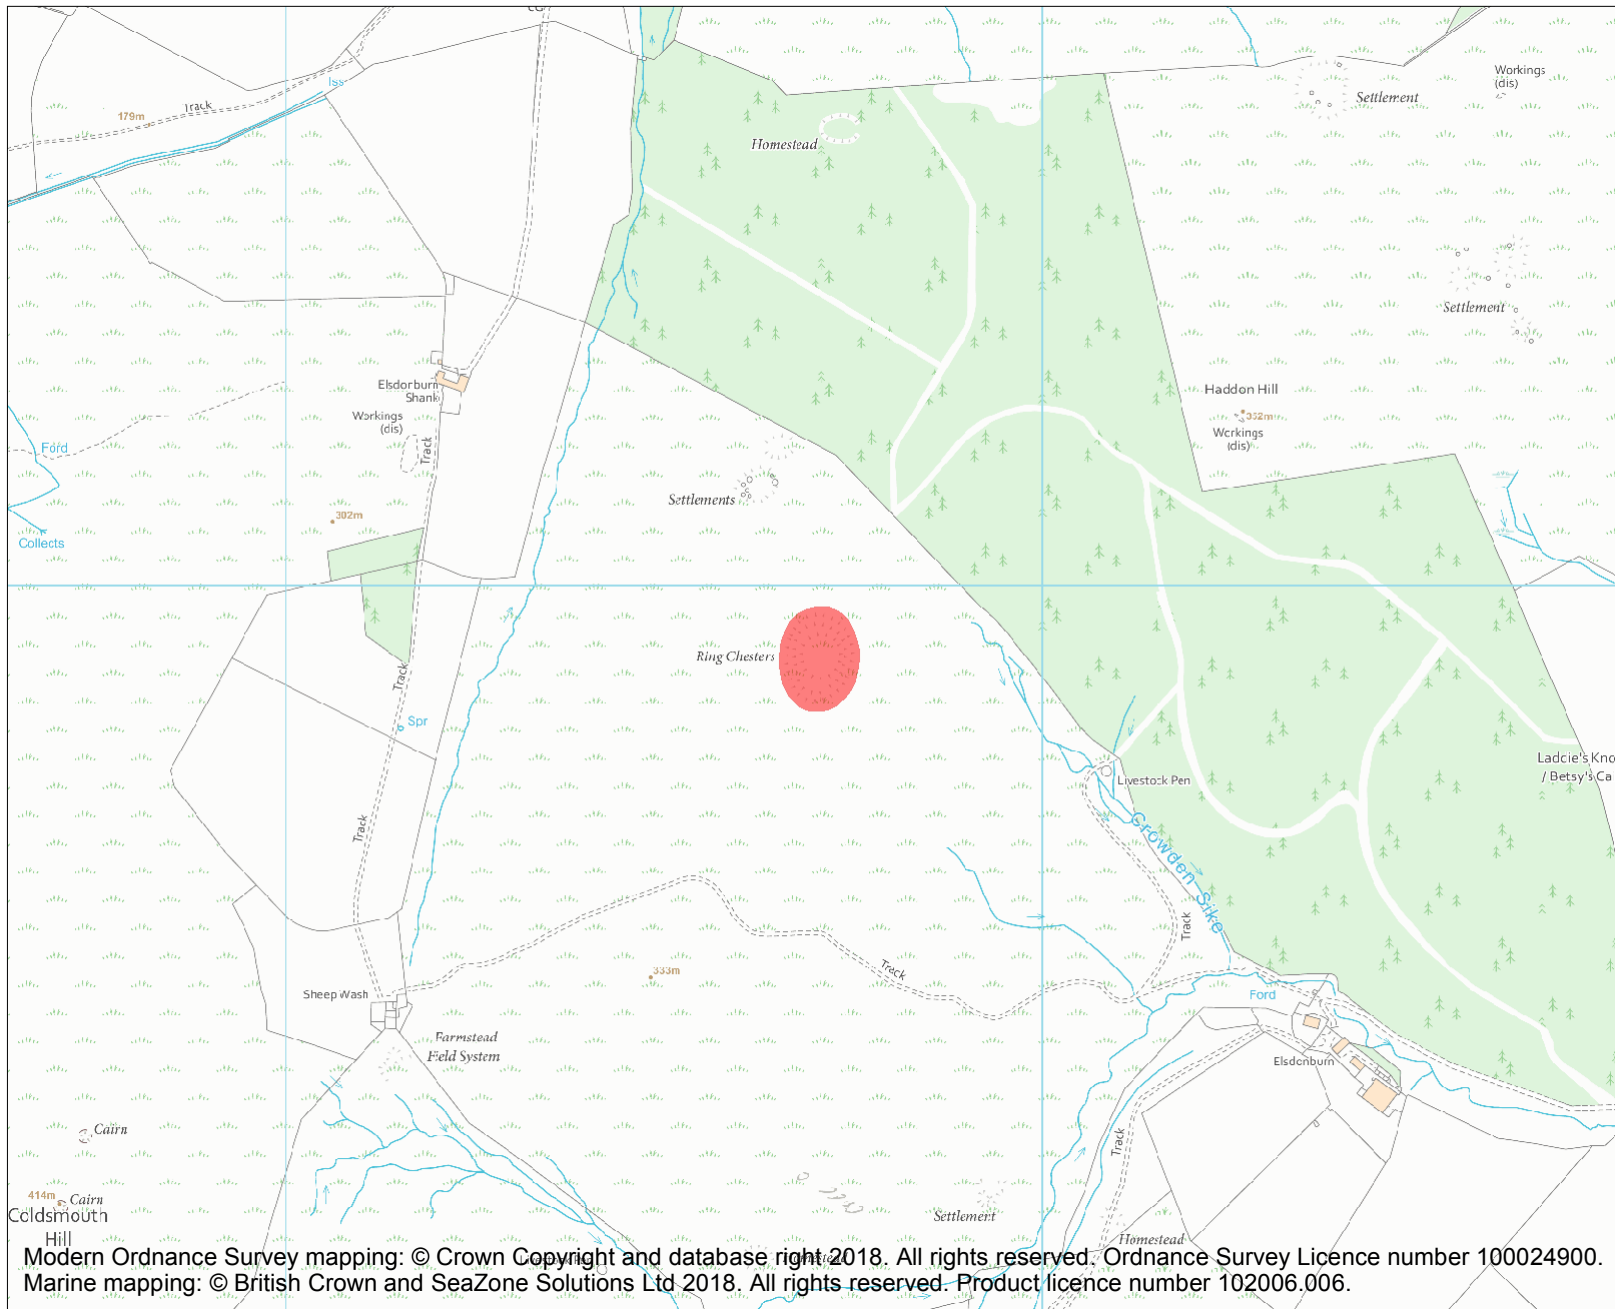 CG
Iss
Track
179m
Workings
(dis)
Settlement
Homestead
Settlement
Elsdonburn
Shank
Haddon Hill
352m
Workings
(dis)
Workings
(dis)
Track
Ford
Settlements
302m
Collects
Ring Chesters
Track
Spr
Laddie's Kno
/ Betsy's Ca
Livestock Pen
Track
Crowden Sike
Track
Track
333m
Sheep Wash
Ford
Farmstead
Field System
Elsdonburn
Cairn
Track
414m
Cairn
Coldsmouth
Hill
Settlement
Homestead
Modern Ordnance Survey mapping: © Crown Copyright and database right 2018. All rights reserved. Ordnance Survey Licence number 100024900.
Marine mapping: © British Crown and SeaZone Solutions Ltd 2018. All rights reserved. Product licence number 102006.006.